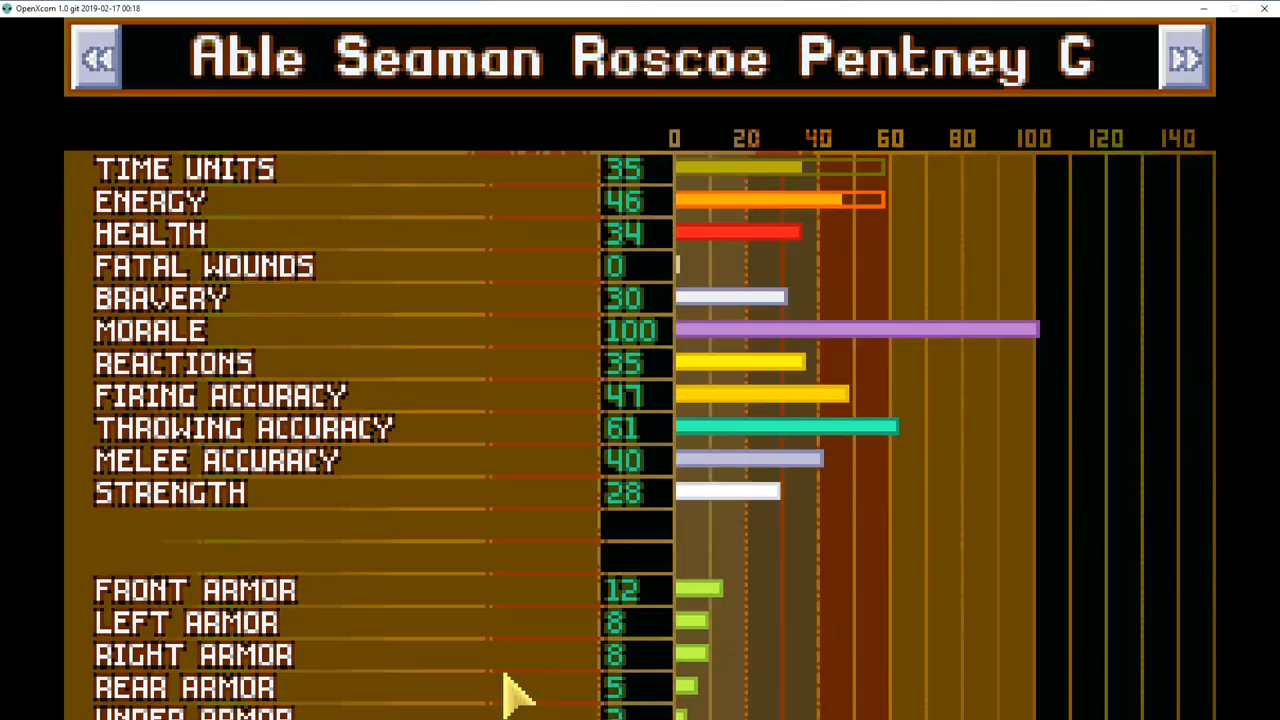 OpenXcom 1.0 git 2019-02-17 00:18
Able Seaman Roscoe Pentney G
0 20 40 60 80 100 120 140
TIME UNITS 35
ENERGY 46
HEALTH 34
FATAL WOUNDS 0
BRAVERY 30
MORALE 100
REACTIONS 35
FIRING ACCURACY 47
THROWING ACCURACY 61
MELEE ACCURACY 40
STRENGTH 28
FRONT ARMOR 12
LEFT ARMOR 8
RIGHT ARMOR 8
REAR ARMOR 5
UNDER ARMOR